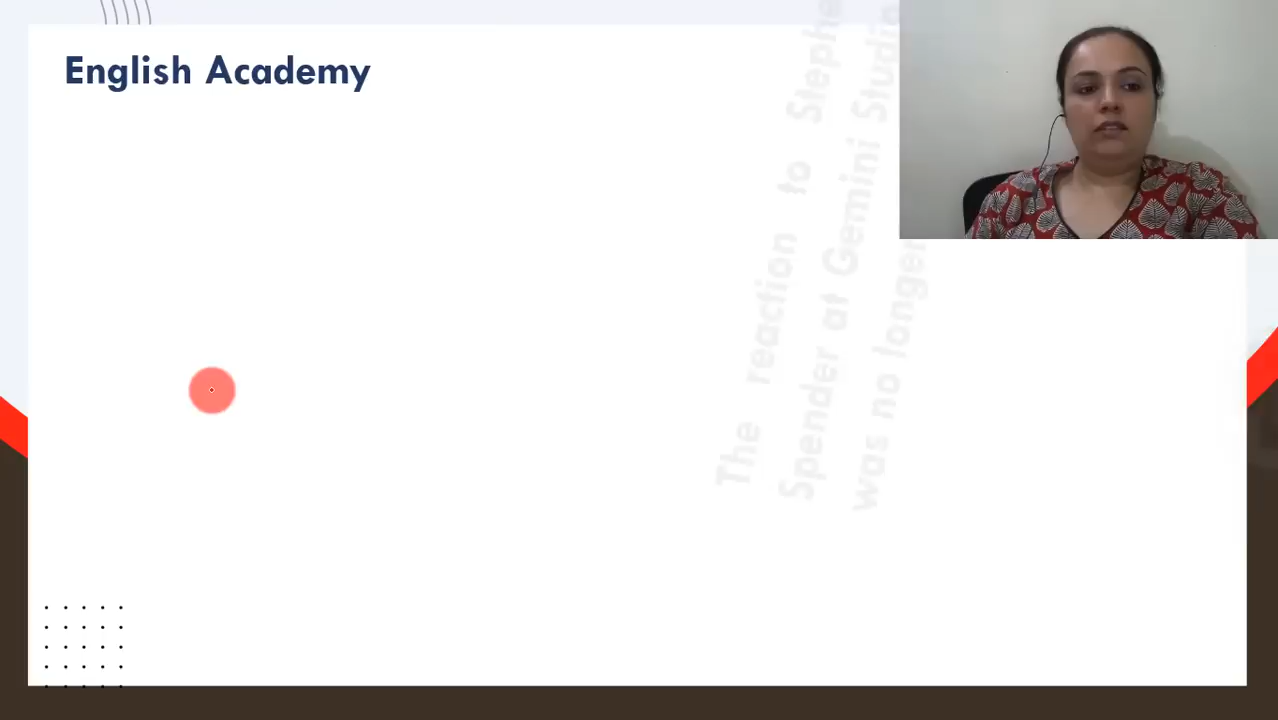 English Academy
The reaction to Stephe
Spender at Gemini Studio
was no longer